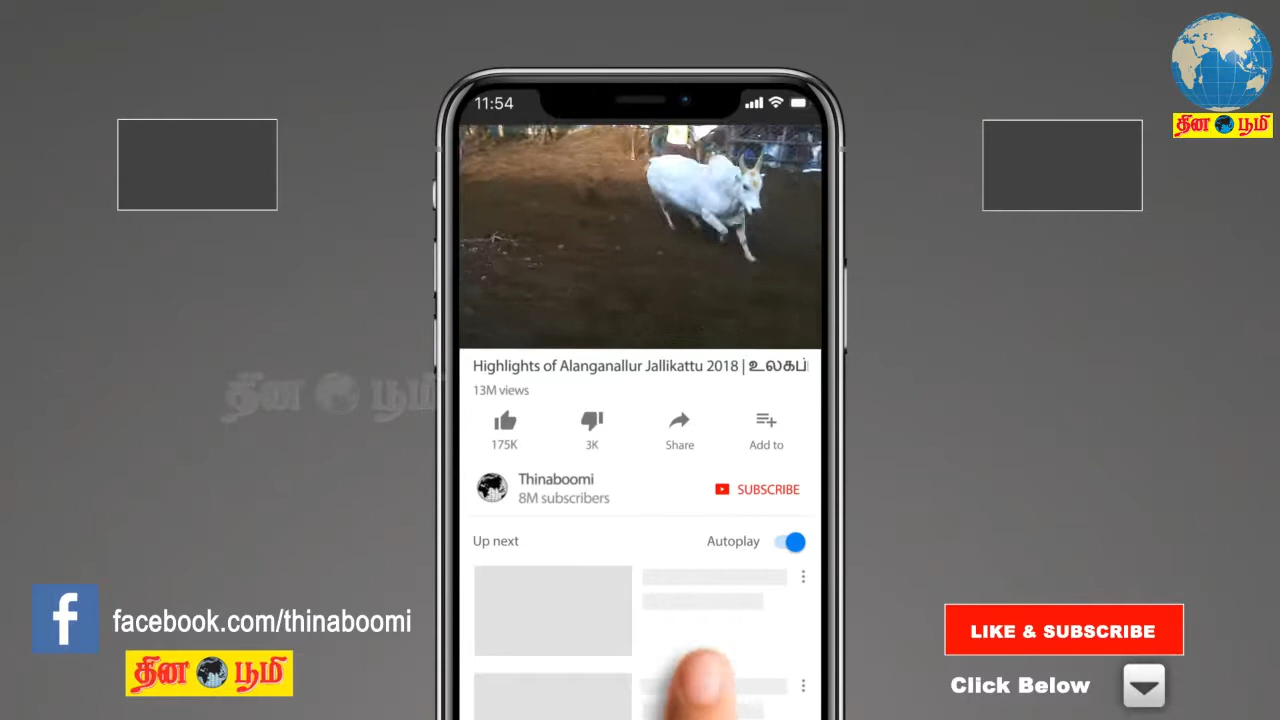 தின பூமி
11:54
Highlights of Alanganallur Jallikattu 2018 | உலகப்
13M views
175K
3K
Share
Add to
தின பூமி
Thinaboomi
8M subscribers
SUBSCRIBE
Up next
Autoplay
f
facebook.com/thinaboomi
தின பூமி
LIKE & SUBSCRIBE
Click Below